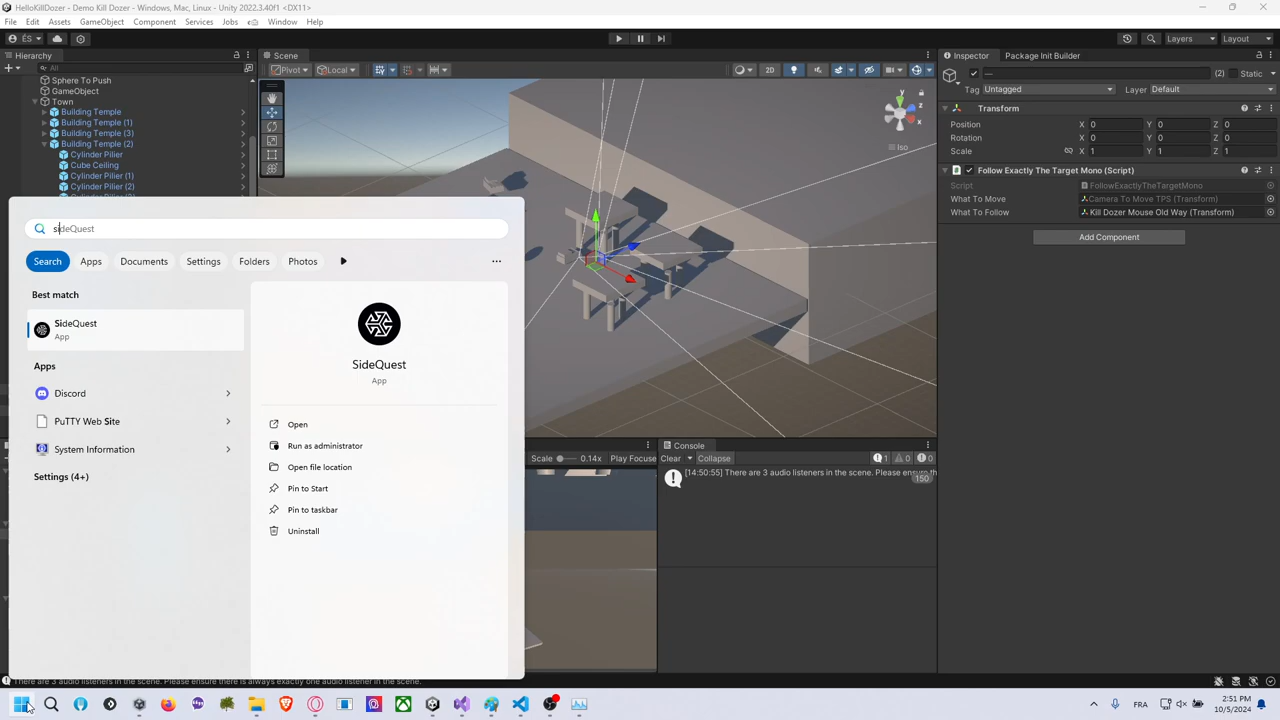 HelloKillDozer - Demo Kill Dozer - Windows, Mac, Linux - Unity 2022.3.40f1 <DX11>
File Edit Assets GameObject Component Services Jobs Window Help
ÉS
Layers Layout
Hierarchy
Scene
Inspector Package Init Builder
All
Pivot Local
2D
(2) Static
Tag Untagged Layer Default
Sphere To Push
GameObject
Town
Building Temple
Building Temple (1)
Building Temple (3)
Building Temple (2)
Cylinder Pilier
Cube Ceiling
Cylinder Pilier (1)
Cylinder Pilier (2)
y
z
x
Iso
Transform
Position X 0 Y 0 Z 0
Rotation X 0 Y 0 Z 0
Scale X 1 Y 1 Z 1
Follow Exactly The Target Mono (Script)
Script FollowExactlyTheTargetMono
What To Move Camera To Move TPS (Transform)
What To Follow Kill Dozer Mouse Old Way (Transform)
Add Component
sideQuest
Search Apps Documents Settings Folders Photos
Best match
SideQuest
App
Apps
Discord
PuTTY Web Site
System Information
Settings (4+)
SideQuest
App
Open
Run as administrator
Open file location
Pin to Start
Pin to taskbar
Uninstall
Scale 0.14x Play Focuse
Console
Clear Collapse 1 0 0
[14:50:55] There are 3 audio listeners in the scene. Please ensure th
150
There are 3 audio listeners in the scene. Please ensure there is always exactly one audio listener in the scene.
FRA
2:51 PM
10/5/2024